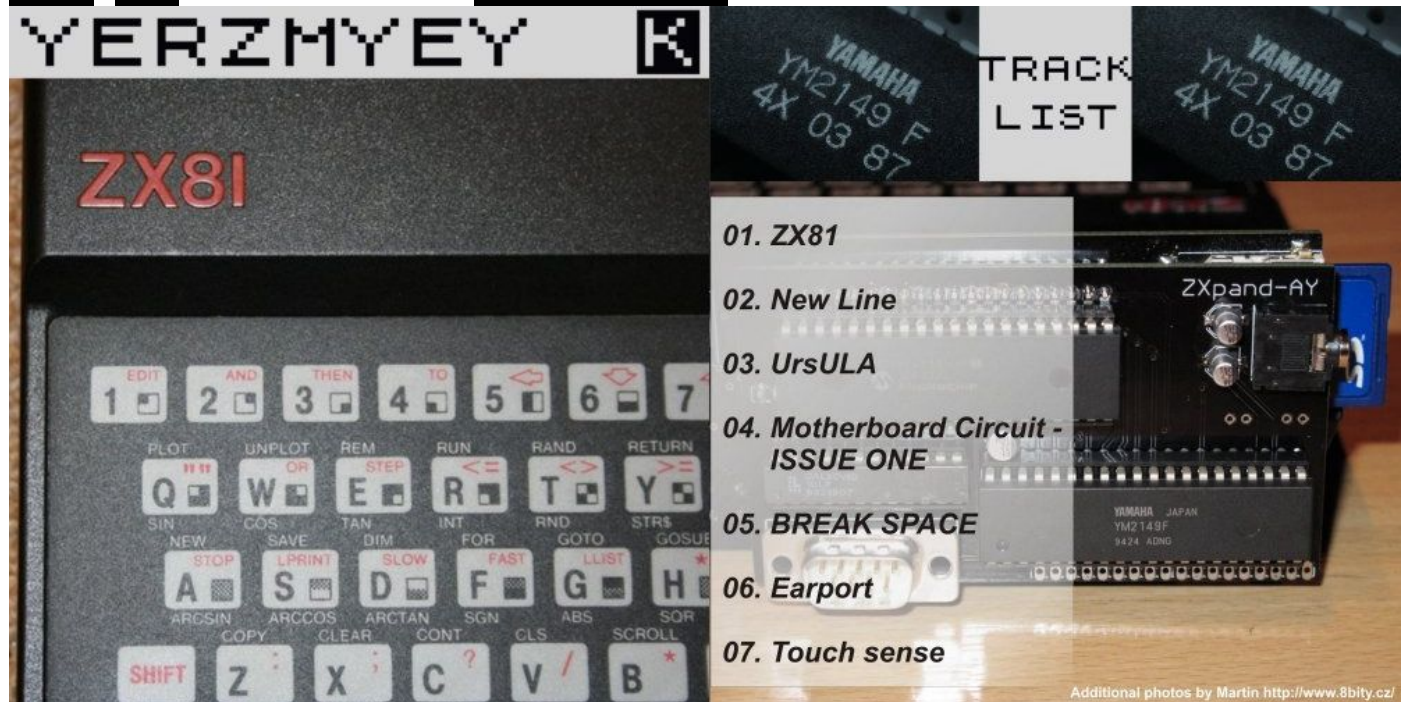 YERZMYEY K
ZX81
EDIT AND THEN TO
1 2 3 4 5 6 7
PLOT UNPLOT REM RUN RAND RETURN
"" OR STEP <= <> >=
Q W E R T Y
SIN COS TAN INT RND STR$
NEW SAVE DIM FOR GOTO GOSUB
STOP LPRINT SLOW FAST LLIST
A S D F G H
ARCSIN ARCCOS ARCTAN SGN ABS SQR
COPY CLEAR CONT CLS SCROLL
: ; ? / *
SHIFT Z X C V B
YAMAHA
YM2149 F
4X 03 87
TRACK
LIST
YAMAHA
YM2149 F
4X 03 87
ZXpand-AY
01. ZX81
02. New Line
03. UrsULA
04. Motherboard Circuit -
ISSUE ONE
05. BREAK SPACE
06. Earport
07. Touch sense
YAMAHA JAPAN
YM2149F
9424 ADNG
Additional photos by Martin http://www.8bity.cz/